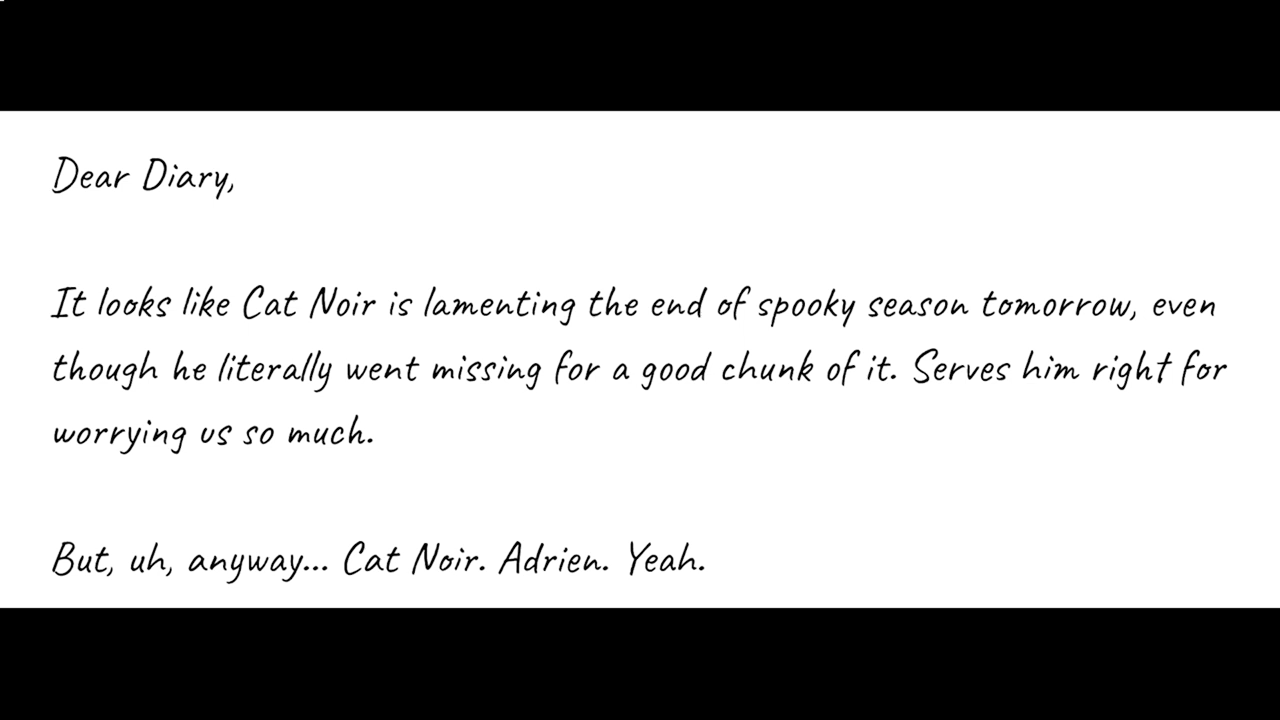 Dear Diary,
It looks like Cat Noir is lamenting the end of spooky season tomorrow, even
though he literally went missing for a good chunk of it. Serves him right for
worrying us so much.
But, uh, anyway... Cat Noir. Adrien. Yeah.